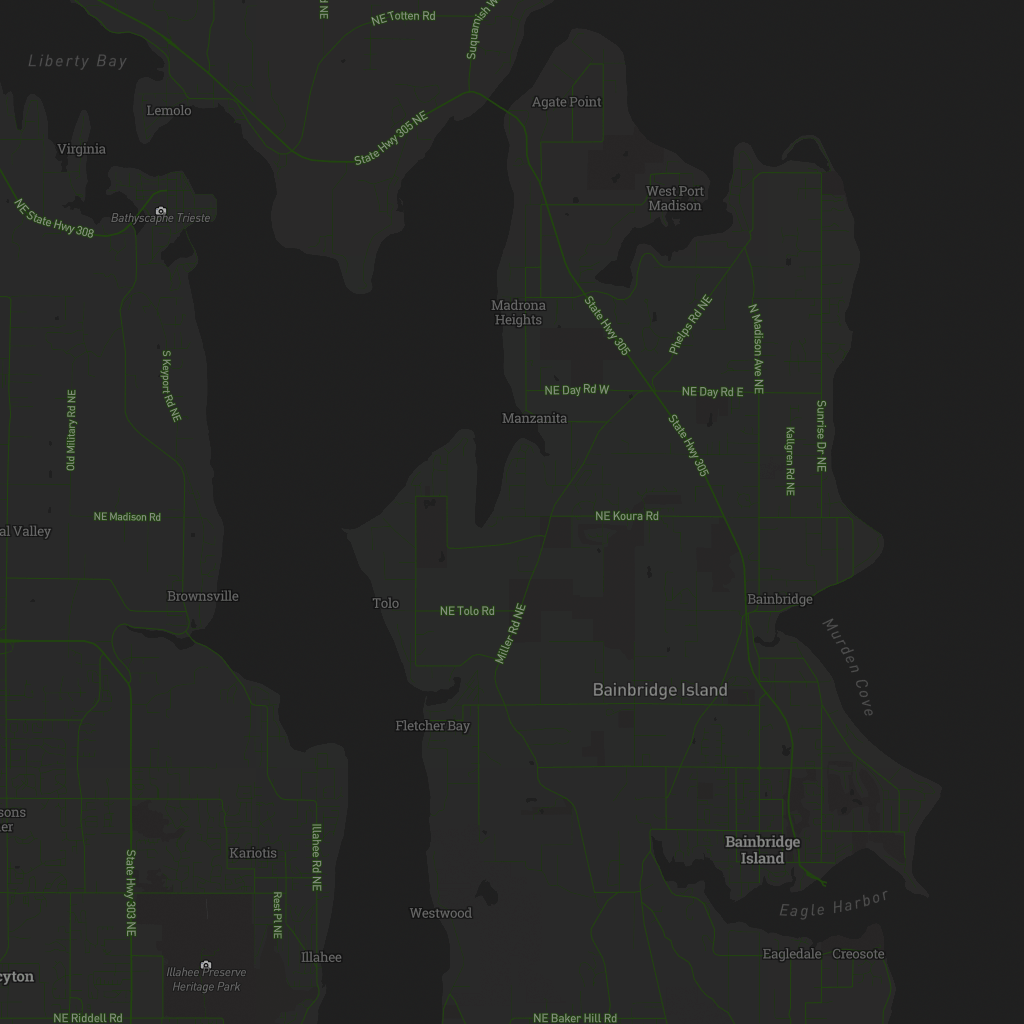 NE Totten Rd
Liberty Bay
Agate Point
Lemolo
State Hwy 305 NE
Virginia
West Port
Madison
NE State Hwy 308
Bathyscaphe Trieste
Madrona
Heights
State Hwy 305
Phelps Rd NE
N Madison Ave NE
S Keyport Rd NE
NE Day Rd W
NE Day Rd E
Old Military Rd NE
Manzanita
State Hwy 305
Kallgren Rd NE
Sunrise Dr NE
NE Madison Rd
NE Koura Rd
Valley
Brownsville
Tolo
NE Tolo Rd
Miller Rd NE
Bainbridge
Murden Cove
Bainbridge Island
Fletcher Bay
Kariotis
Illahee Rd NE
State Hwy 303 NE
Bainbridge
Island
Rest Pl NE
Westwood
Eagle Harbor
Illahee
Eagledale
Creosote
Illahee Preserve
Heritage Park
NE Riddell Rd
NE Baker Hill Rd